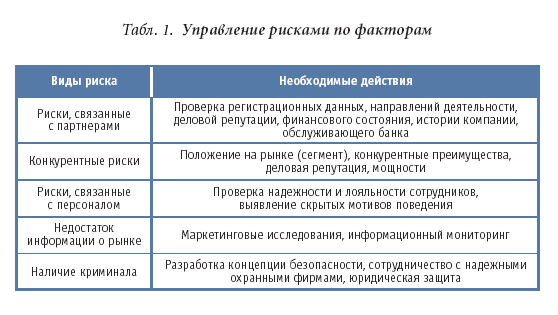 Табл. 1. Управление рисками по факторам
Виды риска
Необходимые действия
Риски, связанные
с партнерами
Проверка регистрационных данных, направлений деятельности,
деловой репутации, финансового состояния, истории компании,
обслуживающего банка
Конкурентные риски
Положение на рынке (сегмент), конкурентные преимущества,
деловая репутация, мощности
Риски, связанные
с персоналом
Проверка надежности и лояльности сотрудников,
выявление скрытых мотивов поведения
Недостаток
информации о рынке
Маркетинговые исследования, информационный мониторинг
Наличие криминала
Разработка концепции безопасности, сотрудничество с надежными
охранными фирмами, юридическая защита